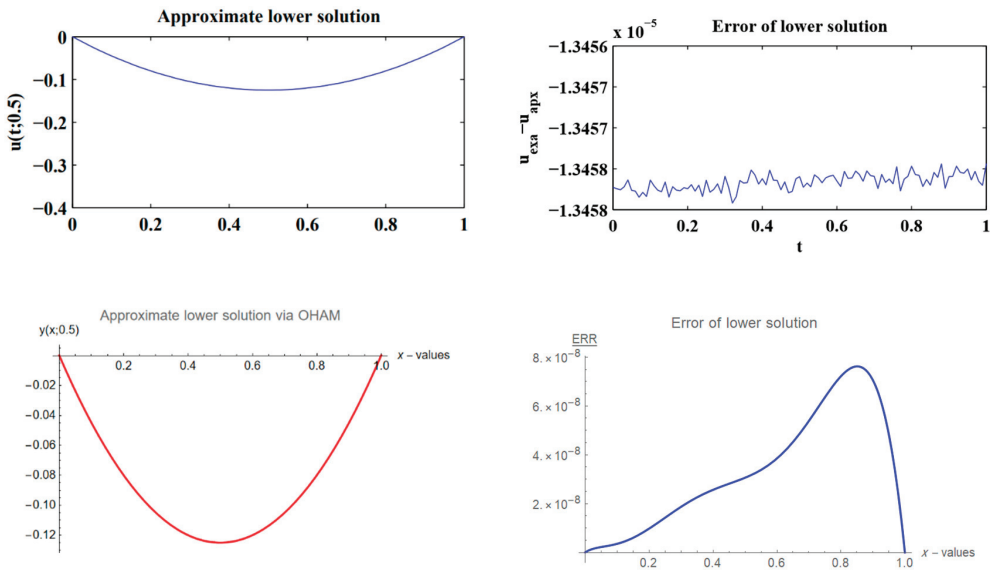 Approximate lower solution
0
−0.1
−0.2
−0.3
−0.4
u(t;0.5)
0 0.2 0.4 0.6 0.8 1
x 10⁻⁵
Error of lower solution
−1.3456
−1.3457
−1.3457
−1.3458
−1.3458
u_exa−u_apx
0 0.2 0.4 0.6 0.8 1
t
Approximate lower solution via OHAM
y(x;0.5)
x − values
0.2 0.4 0.6 0.8 1.0
−0.02
−0.04
−0.06
−0.08
−0.10
−0.12
Error of lower solution
ERR
8. × 10⁻⁸
6. × 10⁻⁸
4. × 10⁻⁸
2. × 10⁻⁸
0.2 0.4 0.6 0.8 1.0
x − values